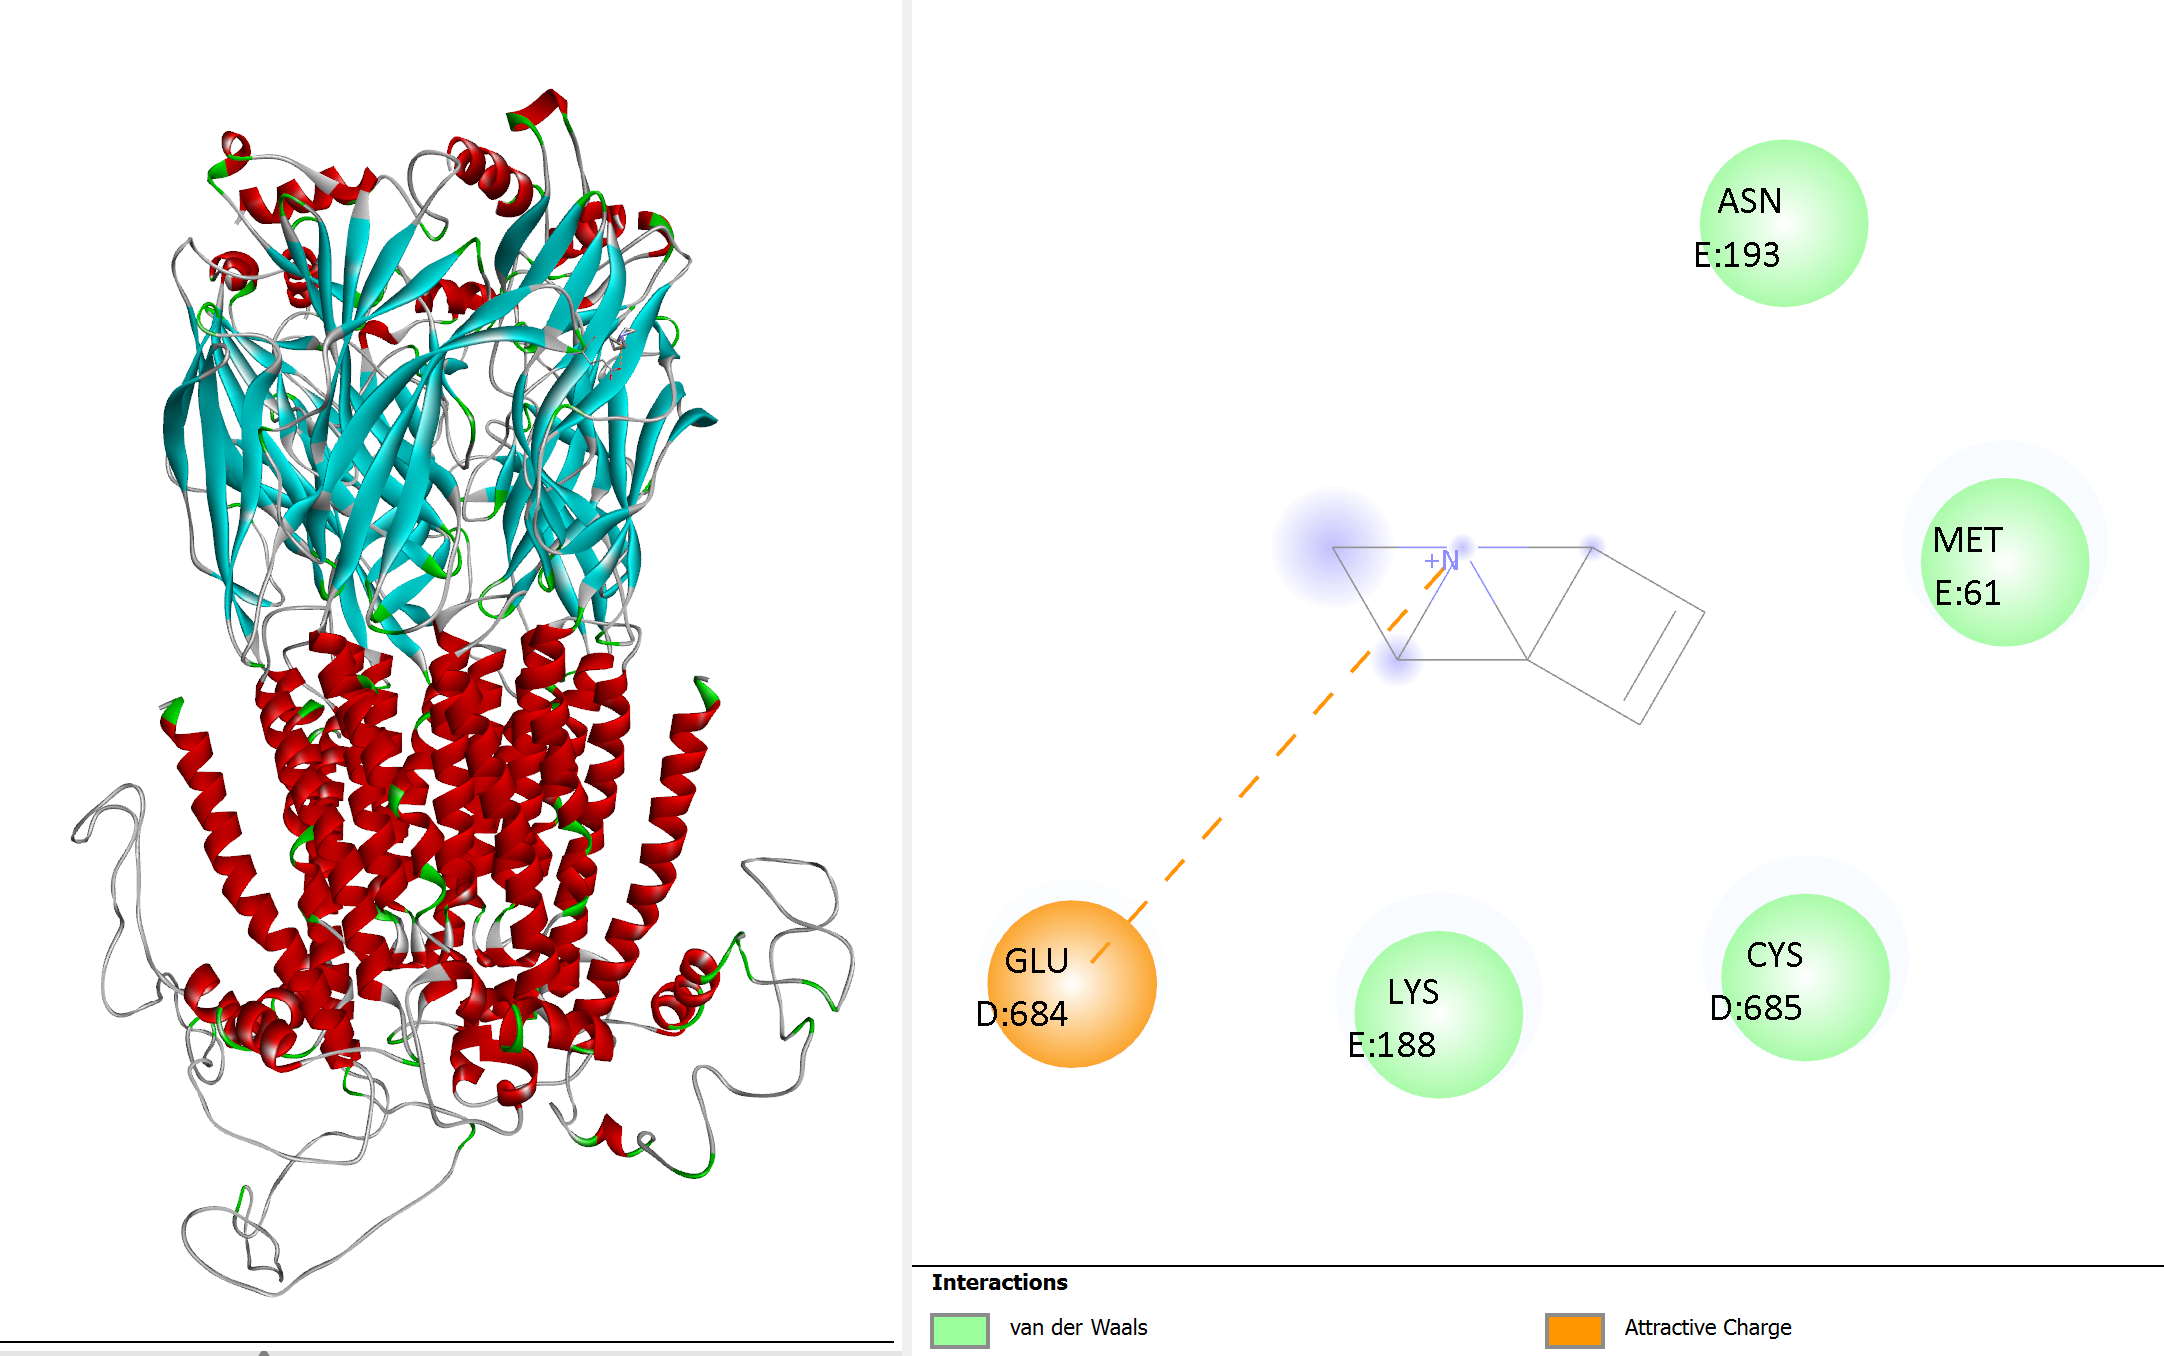 ASN
E:193
MET
E:61
+N
GLU
D:684
LYS
E:188
CYS
D:685
Interactions
van der Waals
Attractive Charge